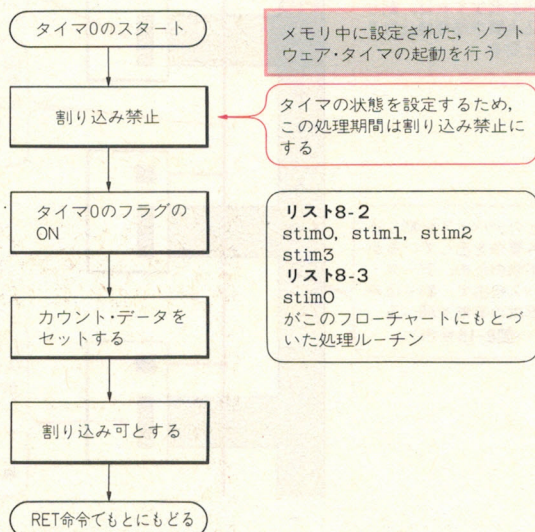 タイマ0のスタート
割り込み禁止
タイマ0のフラグの
ON
カウント・データを
セットする
割り込み可とする
RET命令でもとにもどる
メモリ中に設定された，ソフト
ウェア・タイマの起動を行う
タイマの状態を設定するため，
この処理期間は割り込み禁止に
する
リスト8-2
stim0, stim1, stim2
stim3
リスト8-3
stim0
がこのフローチャートにもとづ
いた処理ルーチン